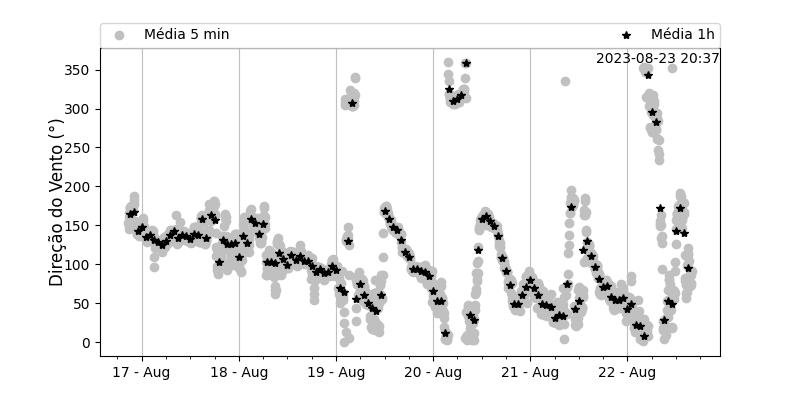 Média 5 min
Média 1h
2023-08-23 20:37
Direção do Vento (°)
350
300
250
200
150
100
50
0
17 - Aug
18 - Aug
19 - Aug
20 - Aug
21 - Aug
22 - Aug